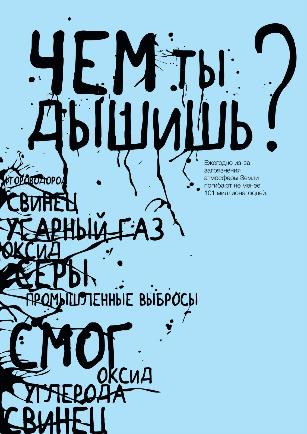 ЧЕМ ТЫ
ДЫШИШЬ?
Ежегодно из-за
загрязнения
атмосферы Земли
погибают не менее
СВИНЕЦ
УГАРНЫЙ ГАЗ
ОКСИД
СЕРЫ
ПРОМЫШЛЕННЫЕ ВЫБРОСЫ
СМОГ
ОКСИД
УГЛЕРОДА
СВИНЕЦ